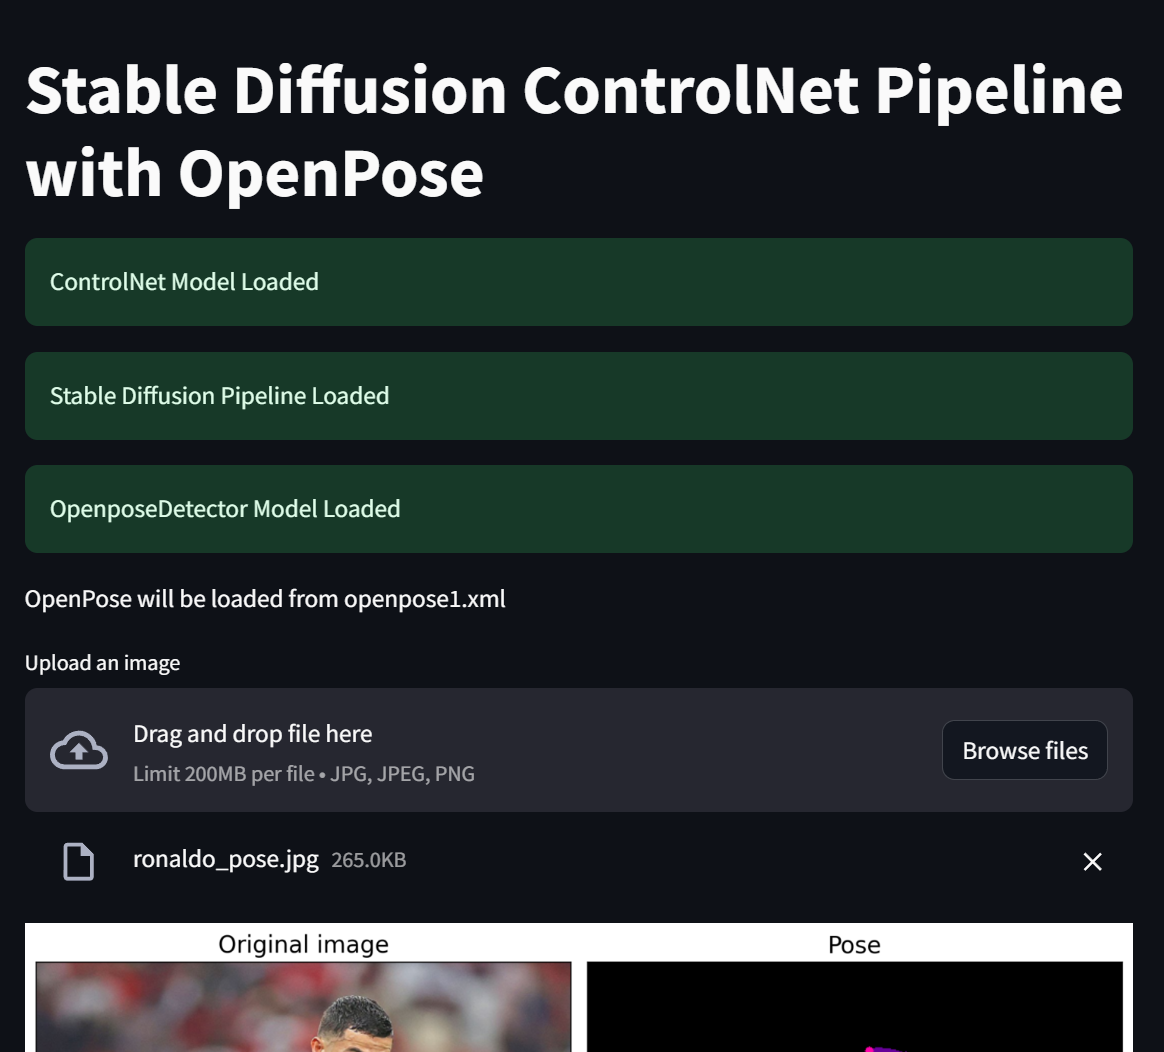 Stable Diffusion ControlNet Pipeline
with OpenPose
ControlNet Model Loaded
Stable Diffusion Pipeline Loaded
OpenposeDetector Model Loaded
OpenPose will be loaded from openpose1.xml
Upload an image
Drag and drop file here
Limit 200MB per file • JPG, JPEG, PNG
Browse files
ronaldo_pose.jpg 265.0KB
Original image
Pose